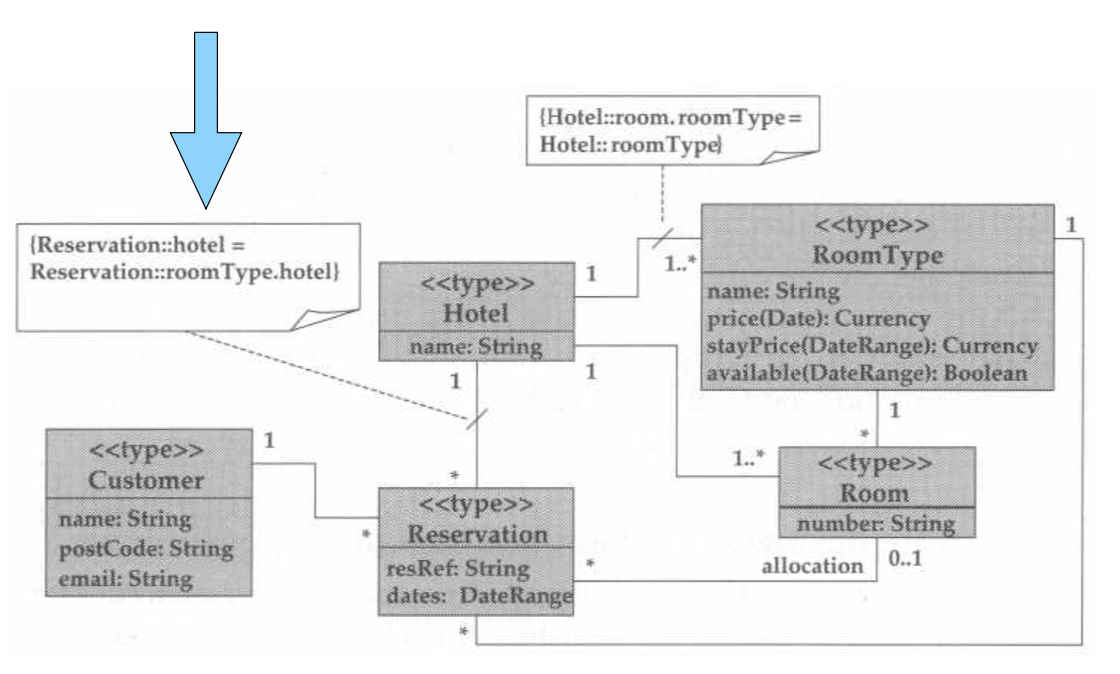 {Hotel::room.roomType =
Hotel::roomType}
{Reservation::hotel =
Reservation::roomType.hotel}
<<type>>
RoomType
name: String
price(Date): Currency
stayPrice(DateRange): Currency
available(DateRange): Boolean
1
1..*
<<type>>
Hotel
name: String
1
1
1
1
*
<<type>>
Customer
name: String
postCode: String
email: String
1
*
*
<<type>>
Reservation
resRef: String
dates: DateRange
*
*
1..*
<<type>>
Room
number: String
allocation
0..1